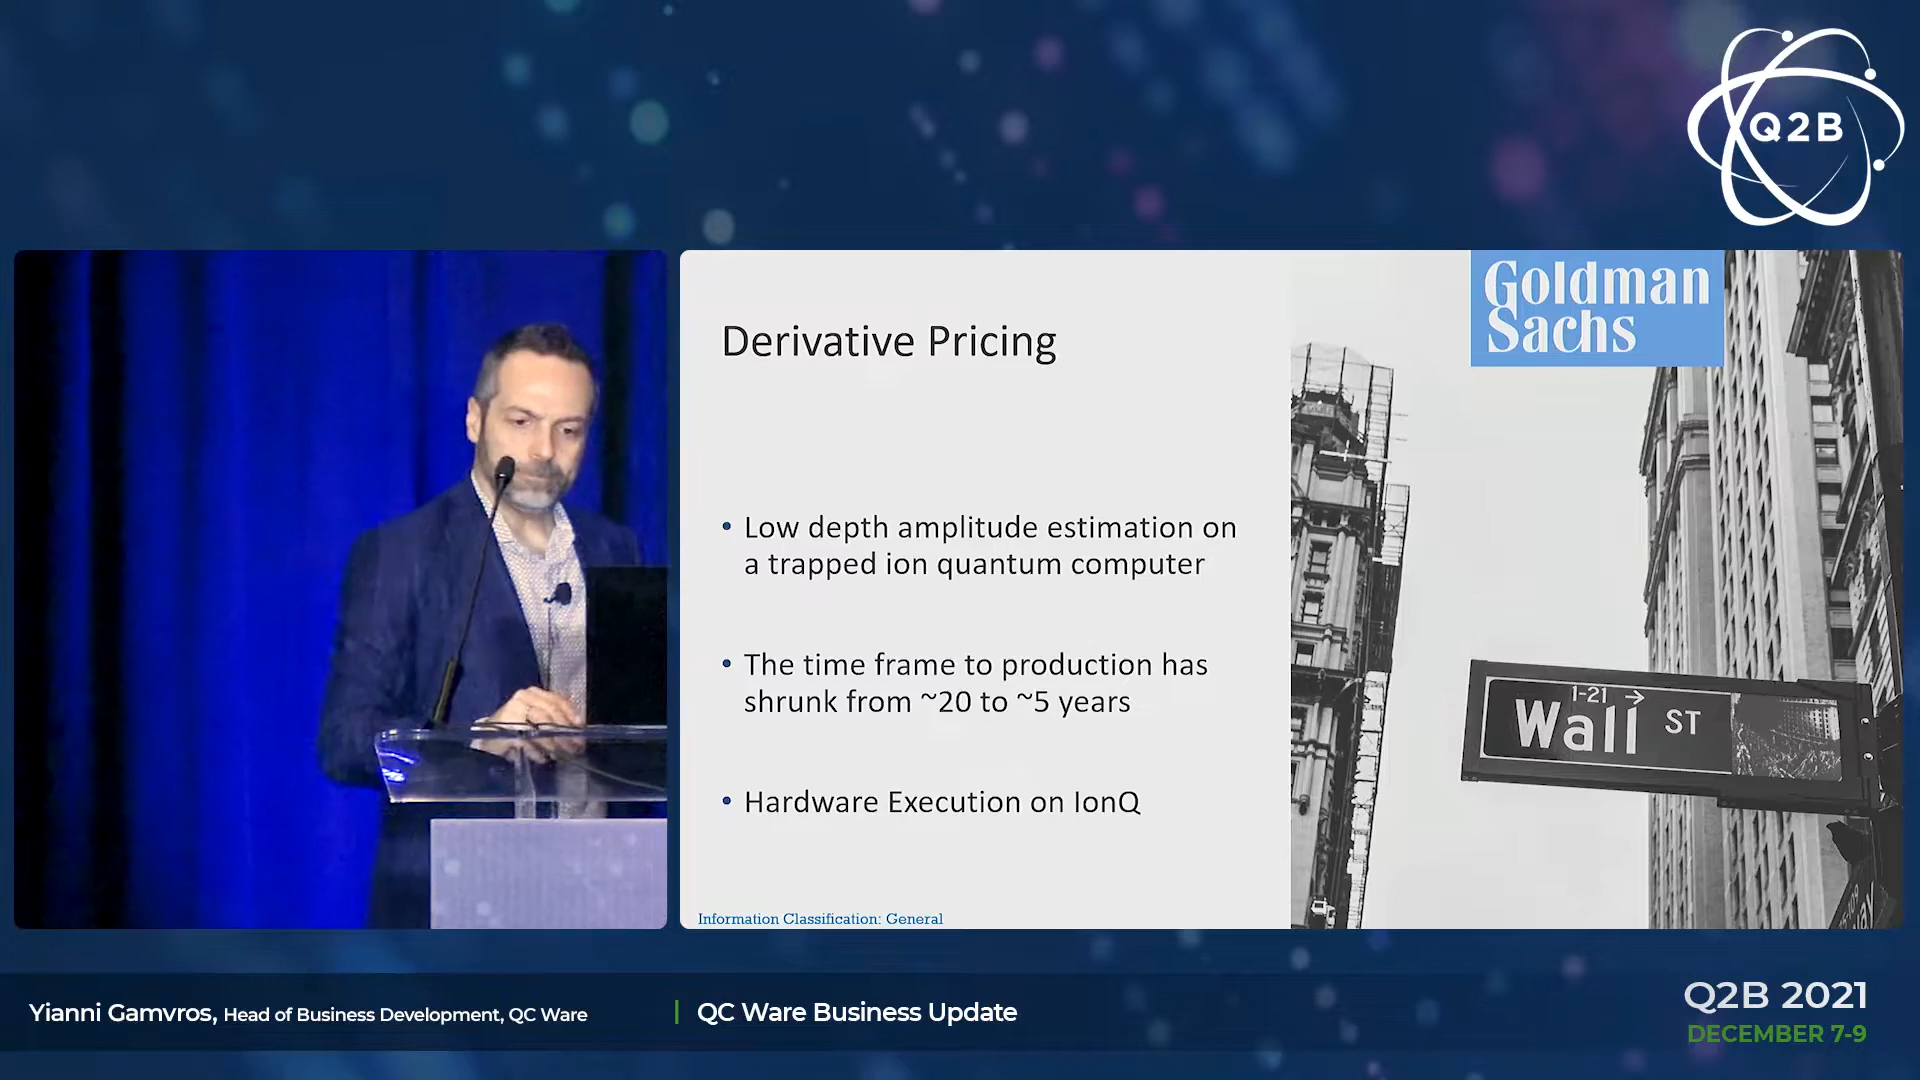 Q2B
Goldman
Sachs
Derivative Pricing
• Low depth amplitude estimation on
a trapped ion quantum computer
• The time frame to production has
shrunk from ~20 to ~5 years
• Hardware Execution on IonQ
1-21 →
Wall ST
Information Classification: General
Yianni Gamvros, Head of Business Development, QC Ware
QC Ware Business Update
Q2B 2021
DECEMBER 7-9